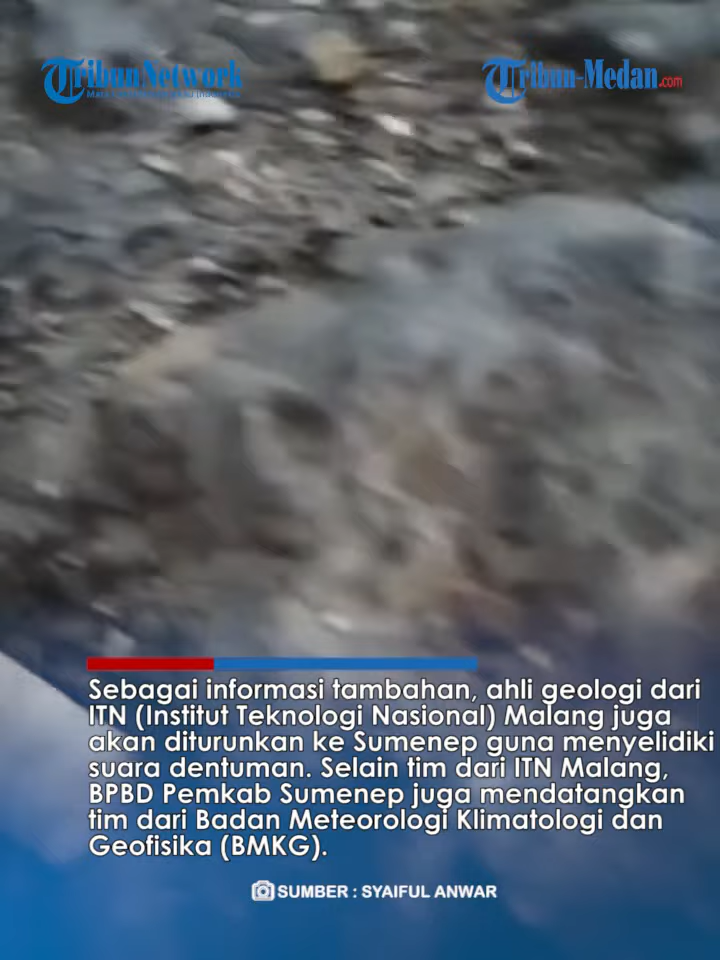 TribunNetwork
Tribun-Medan.com
Sebagai informasi tambahan, ahli geologi dari
ITN (Institut Teknologi Nasional) Malang juga
akan diturunkan ke Sumenep guna menyelidiki
suara dentuman. Selain tim dari ITN Malang,
BPBD Pemkab Sumenep juga mendatangkan
tim dari Badan Meteorologi Klimatologi dan
Geofisika (BMKG).
SUMBER : SYAIFUL ANWAR